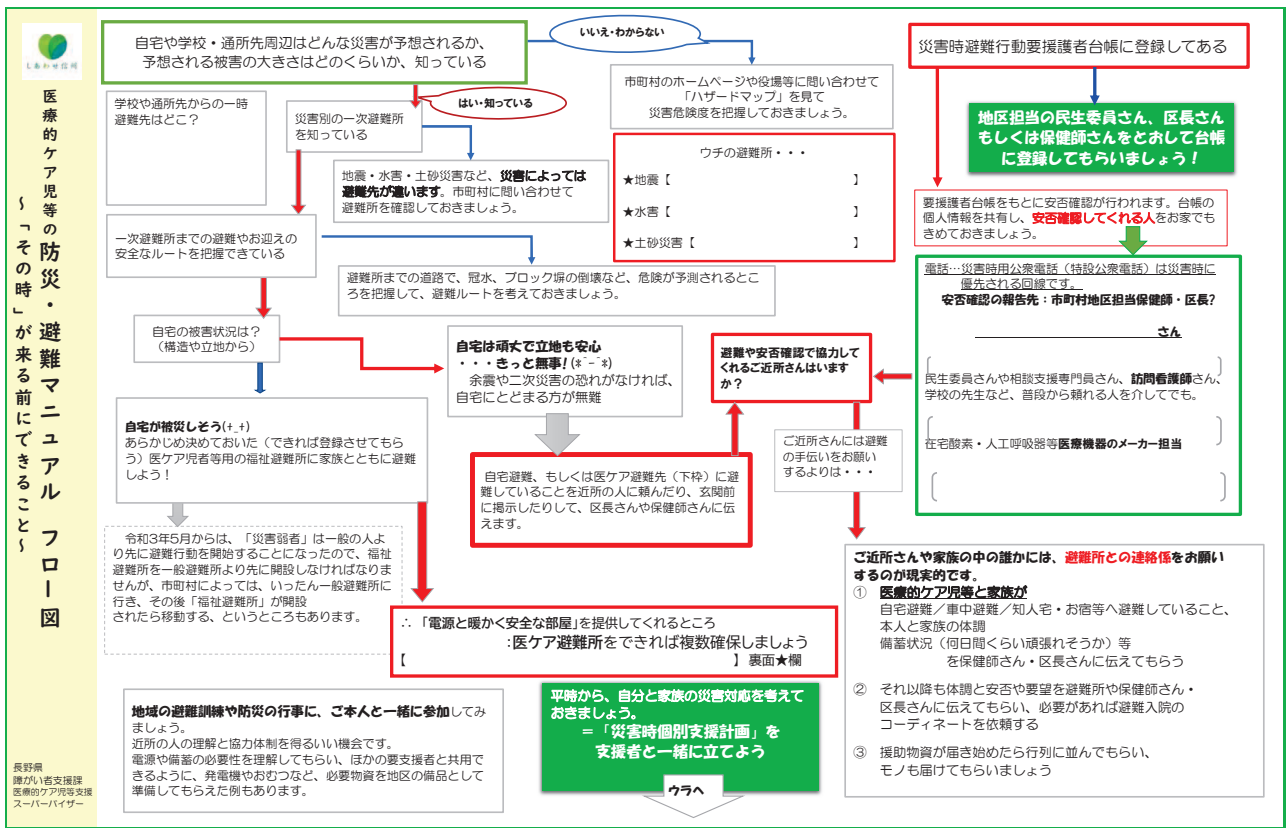 しあわせ信州
医療的ケア児等の防災・避難マニュアル フロー図
～「その時」が来る前にできること～
長野県
障がい者支援課
医療的ケア児等支援
スーパーバイザー
自宅や学校・通所先周辺はどんな災害が予想されるか、
予想される被害の大きさはどのくらいか、知っている
いいえ・わからない
はい・知っている
市町村のホームページや役場等に問い合わせて
「ハザードマップ」を見て
災害危険度を把握しておきましょう。
学校や通所先からの一時
避難先はどこ？
災害別の一次避難所
を知っている
地震・水害・土砂災害など、災害によっては
避難先が違います。市町村に問い合わせて
避難所を確認しておきましょう。
ウチの避難所・・・
★地震【 】
★水害【 】
★土砂災害【 】
一次避難所までの避難やお迎えの
安全なルートを把握できている
避難所までの道路で、冠水、ブロック塀の倒壊など、危険が予測されるとこ
ろを把握して、避難ルートを考えておきましょう。
自宅の被害状況は？
（構造や立地から）
自宅は頑丈で立地も安心
・・・きっと無事！(*^-^*)
余震や二次災害の恐れがなければ、
自宅にとどまる方が無難
自宅が被災しそう(+_+)
あらかじめ決めておいた（できれば登録させてもら
う）医ケア児者等用の福祉避難所に家族とともに避難
しよう！
令和3年5月からは、「災害弱者」は一般の人よ
り先に避難行動を開始することになったので、福祉
避難所を一般避難所より先に開設しなければなりま
せんが、市町村によっては、いったん一般避難所に
行き、その後「福祉避難所」が開設
されたら移動する、というところもあります。
自宅避難、もしくは医ケア避難先（下枠）に避
難していることを近所の人に頼んだり、玄関前
に掲示したりして、区長さんや保健師さんに伝
えます。
避難や安否確認で協力して
くれるご近所さんはいます
か？
ご近所さんには避難
の手伝いをお願い
するよりは・・・
∴「電源と暖かく安全な部屋」を提供してくれるところ
:医ケア避難所をできれば複数確保しましょう
【 】裏面★欄
地域の避難訓練や防災の行事に、ご本人と一緒に参加してみ
ましょう。
近所の人の理解と協力体制を得るいい機会です。
電源や備蓄の必要性を理解してもらい、ほかの要支援者と共用で
きるように、発電機やおむつなど、必要物資を地区の備品として
準備してもらえた例もあります。
平時から、自分と家族の災害対応を考えて
おきましょう。
＝「災害時個別支援計画」を
支援者と一緒に立てよう
ウラへ
災害時避難行動要援護者台帳に登録してある
地区担当の民生委員さん、区長さん
もしくは保健師さんをとおして台帳
に登録してもらいましょう！
要援護者台帳をもとに安否確認が行われます。台帳の
個人情報を共有し、安否確認してくれる人をお家でも
きめておきましょう。
電話…災害時用公衆電話（特設公衆電話）は災害時に
優先される回線です。
安否確認の報告先：市町村地区担当保健師・区長？
さん
民生委員さんや相談支援専門員さん、訪問看護師さん、
学校の先生など、普段から頼れる人を介してでも。
在宅酸素・人工呼吸器等医療機器のメーカー担当
ご近所さんや家族の中の誰かには、避難所との連絡係をお願い
するのが現実的です。
① 医療的ケア児等と家族が
自宅避難／車中避難／知人宅・お宿等へ避難していること、
本人と家族の体調
備蓄状況（何日間くらい頑張れそうか）等
を保健師さん・区長さんに伝えてもらう
② それ以降も体調と安否や要望を避難所や保健師さん・
区長さんに伝えてもらい、必要があれば避難入院の
コーディネートを依頼する
③ 援助物資が届き始めたら行列に並んでもらい、
モノも届けてもらいましょう